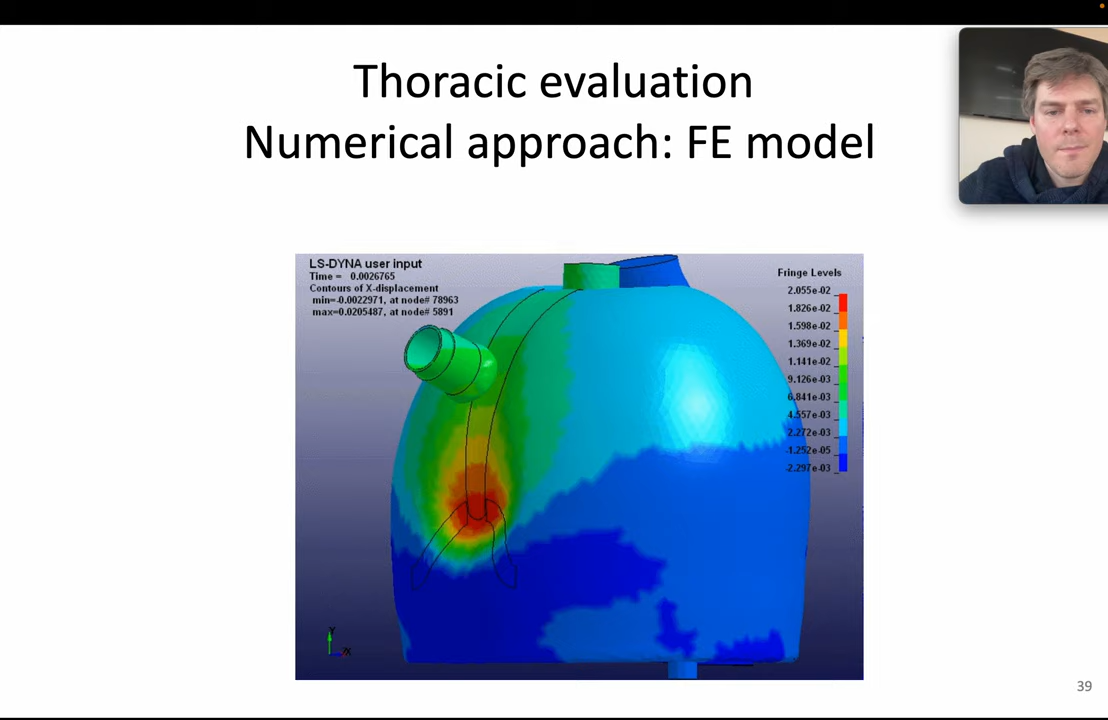 Thoracic evaluation
Numerical approach: FE model
LS-DYNA user input
Time = 0.0026765
Contours of X-displacement
min=-0.0022971, at node# 78963
max=0.0205487, at node# 5891
Fringe Levels
2.055e-02
1.826e-02
1.598e-02
1.369e-02
1.141e-02
9.126e-03
6.841e-03
4.557e-03
2.272e-03
-1.252e-05
-2.297e-03
Y
X
39